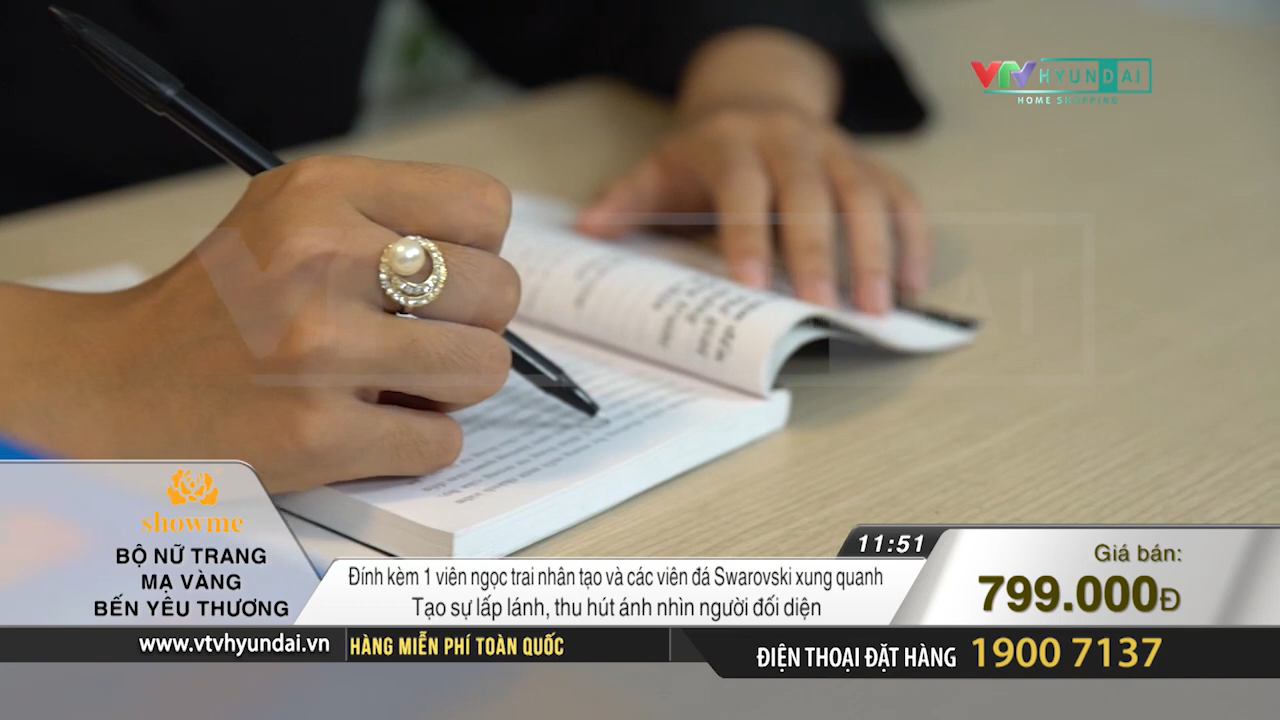 VTV HYUNDAI
HOME SHOPPING
showme
BỘ NỮ TRANG
MẠ VÀNG
BẾN YÊU THƯƠNG
Đính kèm 1 viên ngọc trai nhân tạo và các viên đá Swarovski xung quanh
Tạo sự lấp lánh, thu hút ánh nhìn người đối diện
11:51
Giá bán:
799.000Đ
www.vtvhyundai.vn
HÀNG MIỄN PHÍ TOÀN QUỐC
ĐIỆN THOẠI ĐẶT HÀNG 1900 7137